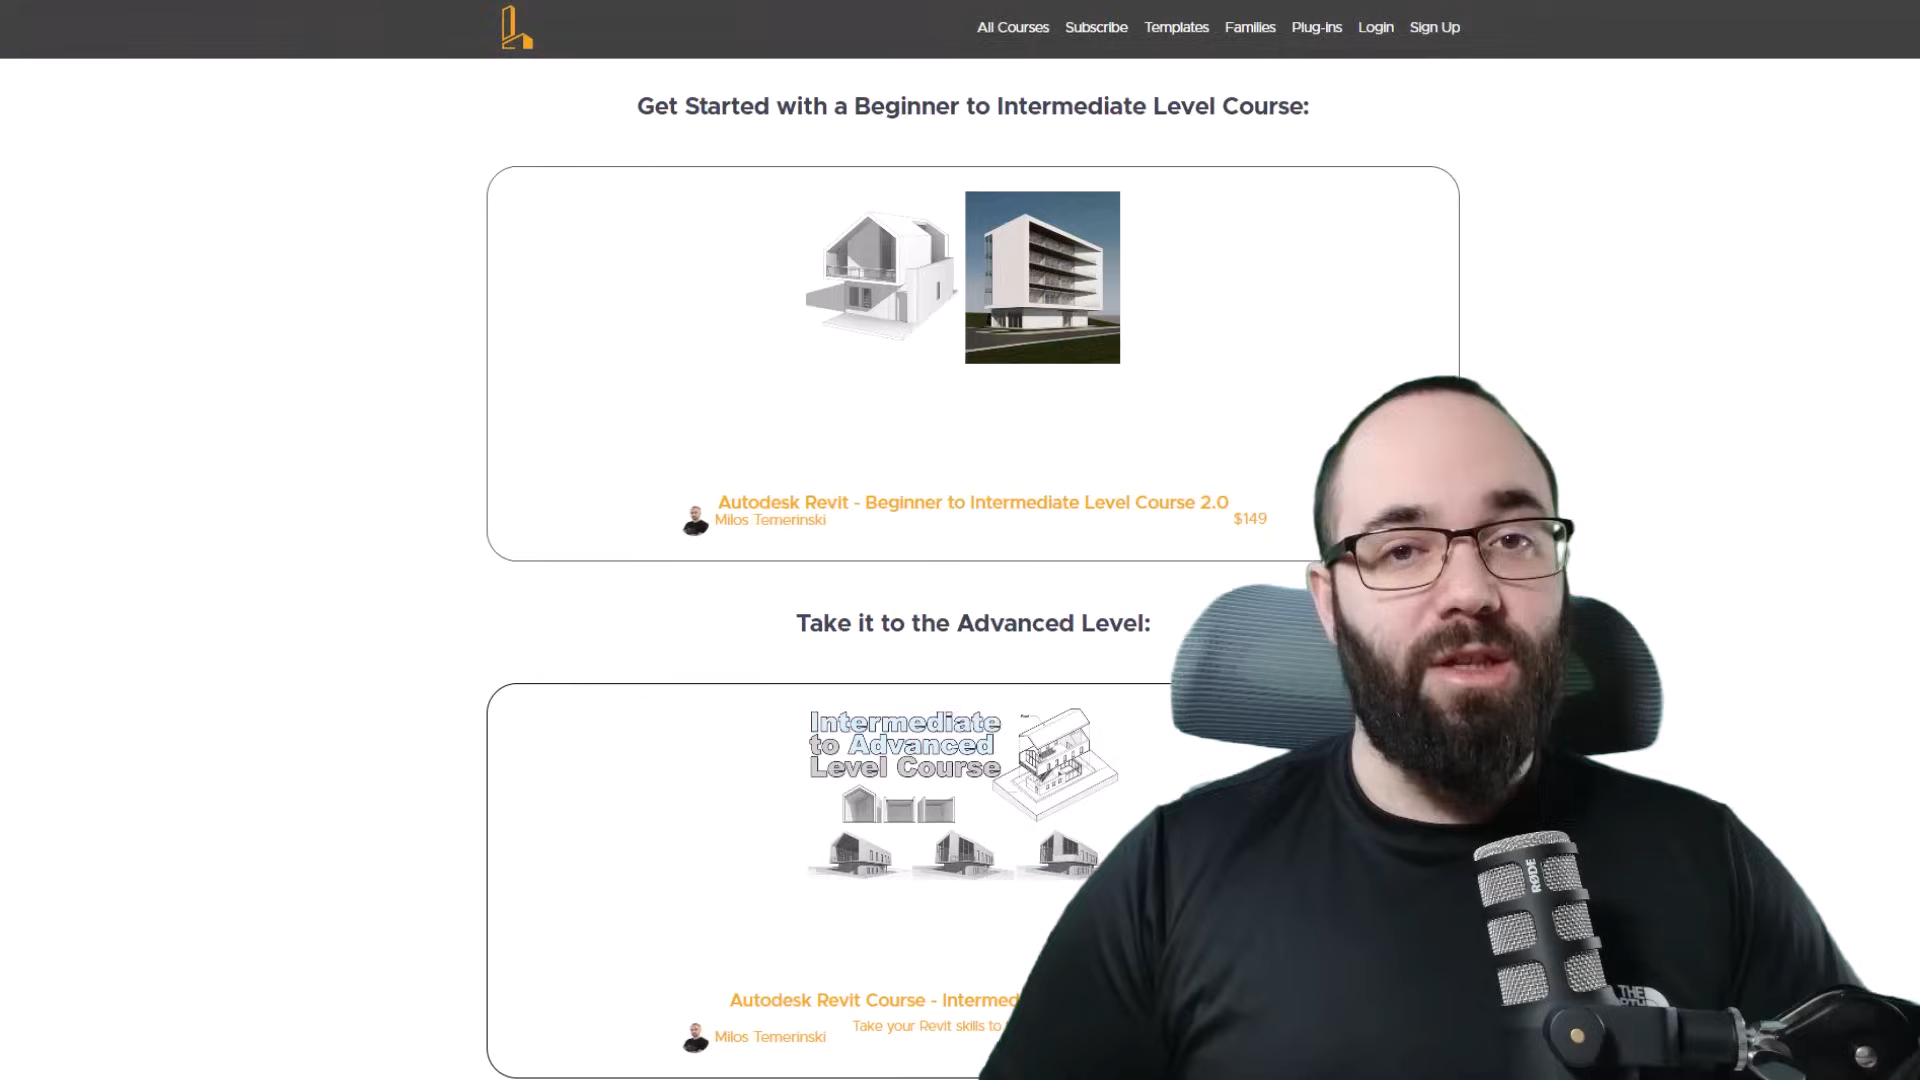 All Courses Subscribe Templates Families Plug-ins Login Sign Up
Get Started with a Beginner to Intermediate Level Course:
Autodesk Revit - Beginner to Intermediate Level Course 2.0
Milos Temerinski $149
Take it to the Advanced Level:
Intermediate
to Advanced
Level Course
Autodesk Revit Course - Intermed
Take your Revit skills to
Milos Temerinski
RØDE
THE